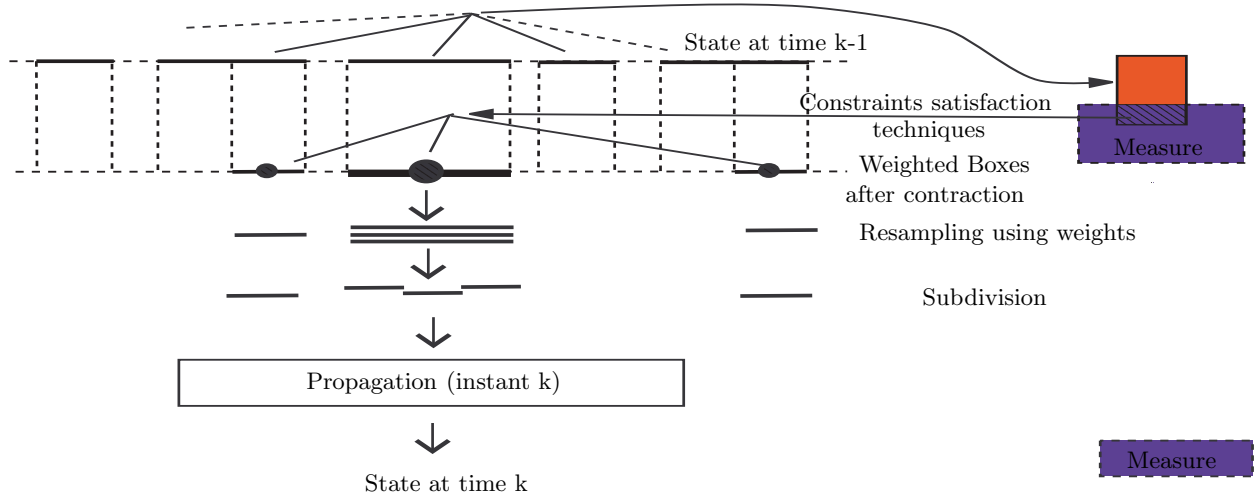 State at time k-1
Constraints satisfaction
techniques
Measure
Weighted Boxes
after contraction
Resampling using weights
Subdivision
Propagation (instant k)
Measure
State at time k